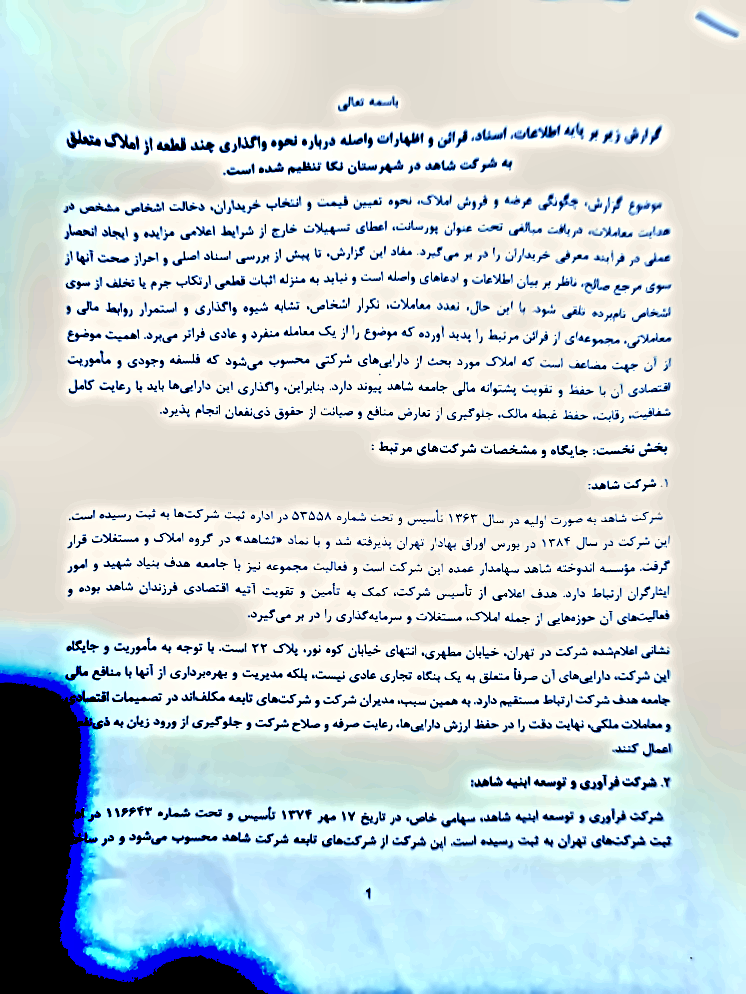 باسمه تعالی
گزارش زیر بر پایه اطلاعات، اسناد، قرائن و اظهارات واصله درباره نحوه واگذاری چند قطعه از املاک متعلق
به شرکت شاهد در شهرستان نکا تنظیم شده است.
موضوع گزارش، چگونگی عرضه و فروش املاک، نحوه تعیین قیمت و انتخاب خریداران، دخالت اشخاص مشخص در
هدایت معاملات، دریافت مبالغی تحت عنوان پورسانت، اعطای تسهیلات خارج از شرایط اعلامی مزایده و ایجاد انحصار
عملی در فرآیند معرفی خریداران را در بر می‌گیرد. مفاد این گزارش، تا پیش از بررسی اسناد اصلی و احراز صحت آنها از
سوی مرجع صالح، ناظر بر بیان اطلاعات و ادعاهای واصله است و نباید به منزله اثبات قطعی ارتکاب جرم یا تخلف از سوی
اشخاص نام‌برده تلقی شود. با این حال، تعدد معاملات، تکرار اشخاص، تشابه شیوه واگذاری و استمرار روابط مالی و
معاملاتی، مجموعه‌ای از قرائن مرتبط را پدید آورده که موضوع را از یک معامله منفرد و عادی فراتر می‌برد. اهمیت موضوع
از آن جهت مضاعف است که املاک مورد بحث از دارایی‌های شرکتی محسوب می‌شود که فلسفه وجودی و مأموریت
اقتصادی آن با حفظ و تقویت پشتوانه مالی جامعه شاهد پیوند دارد. بنابراین، واگذاری این دارایی‌ها باید با رعایت کامل
شفافیت، رقابت، حفظ غبطه مالک، جلوگیری از تعارض منافع و صیانت از حقوق ذی‌نفعان انجام پذیرد.
بخش نخست: جایگاه و مشخصات شرکت‌های مرتبط :
۱. شرکت شاهد:
شرکت شاهد به صورت اولیه در سال ۱۳۶۳ تأسیس و تحت شماره ۵۳۵۵۸ در اداره ثبت شرکت‌ها به ثبت رسیده است.
این شرکت در سال ۱۳۸۴ در بورس اوراق بهادار تهران پذیرفته شد و با نماد «ثشاهد» در گروه املاک و مستغلات قرار
گرفت. مؤسسه اندوخته شاهد سهامدار عمده این شرکت است و فعالیت مجموعه نیز با جامعه هدف بنیاد شهید و امور
ایثارگران ارتباط دارد. هدف اعلامی از تأسیس شرکت، کمک به تأمین و تقویت آتیه اقتصادی فرزندان شاهد بوده و
فعالیت‌های آن حوزه‌هایی از جمله املاک، مستغلات و سرمایه‌گذاری را در بر می‌گیرد.
نشانی اعلام‌شده شرکت در تهران، خیابان مطهری، انتهای خیابان کوه نور، پلاک ۲۲ است. با توجه به مأموریت و جایگاه
این شرکت، دارایی‌های آن صرفاً متعلق به یک بنگاه تجاری عادی نیست، بلکه مدیریت و بهره‌برداری از آنها با منافع مالی
جامعه هدف شرکت ارتباط مستقیم دارد. به همین سبب، مدیران شرکت و شرکت‌های تابعه مکلف‌اند در تصمیمات اقتصادی
و معاملات ملکی، نهایت دقت را در حفظ ارزش دارایی‌ها، رعایت صرفه و صلاح شرکت و جلوگیری از ورود زیان به
اعمال کنند.
۲. شرکت فرآوری و توسعه ابنیه شاهد:
شرکت فرآوری و توسعه ابنیه شاهد، سهامی خاص، در تاریخ ۱۷ مهر ۱۳۷۴ تأسیس و تحت شماره ۱۱۶۶۴۳ در
ثبت شرکت‌های تهران به ثبت رسیده است. این شرکت از شرکت‌های تابعه شرکت شاهد محسوب می‌شود و در
1